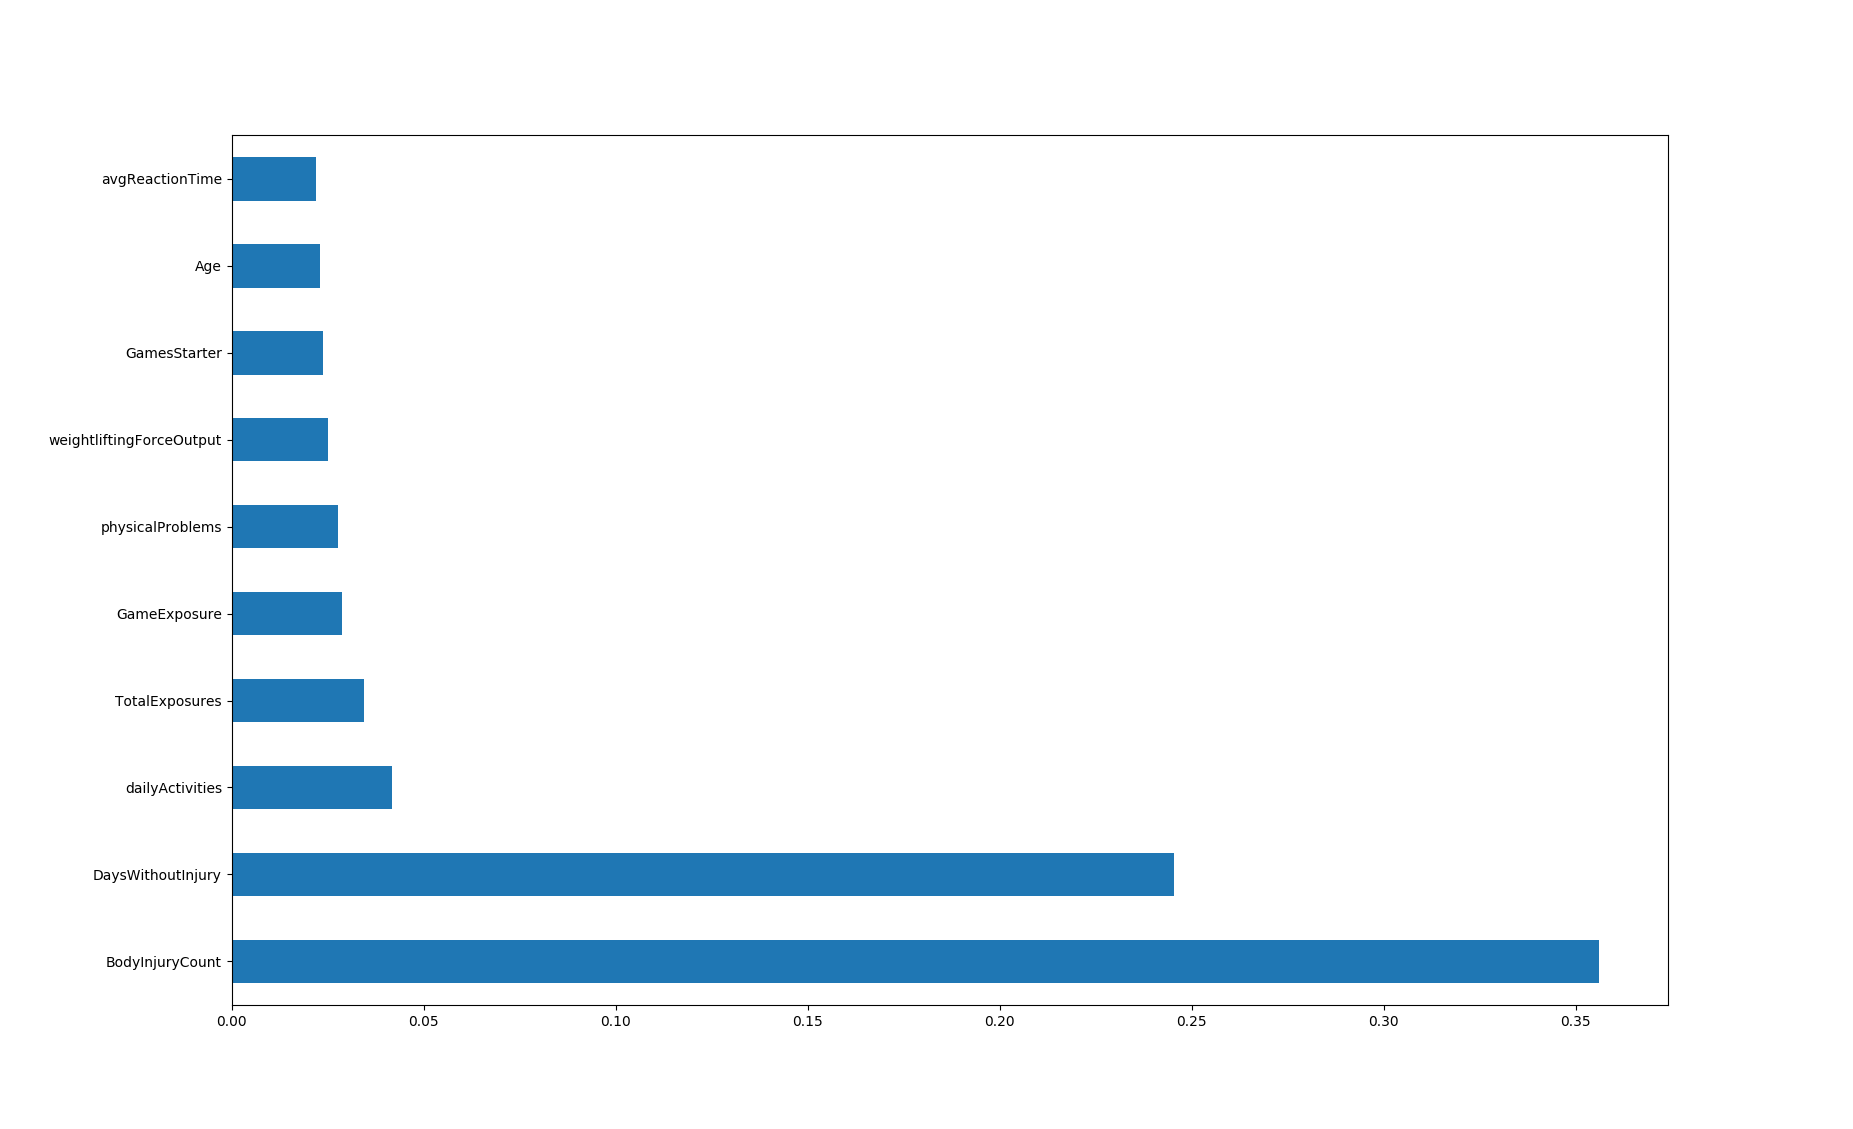 avgReactionTime
Age
GamesStarter
weightliftingForceOutput
physicalProblems
GameExposure
TotalExposures
dailyActivities
DaysWithoutInjury
BodyInjuryCount
0.00 0.05 0.10 0.15 0.20 0.25 0.30 0.35